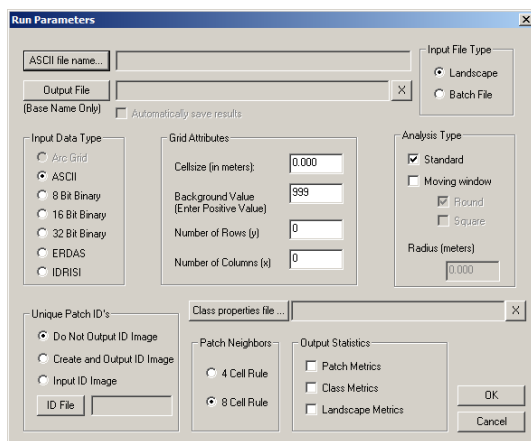 Run Parameters
ASCII file name...
Output File
X
(Base Name Only)
Automatically save results
Input File Type
Landscape
Batch File
Input Data Type
Arc Grid
ASCII
8 Bit Binary
16 Bit Binary
32 Bit Binary
ERDAS
IDRISI
Grid Attributes
Cellsize (in meters):
0.000
Background Value
(Enter Positive Value)
999
Number of Rows (y)
0
Number of Columns (x)
0
Analysis Type
Standard
Moving window
Round
Square
Radius (meters)
0.000
Class properties file ...
X
Unique Patch ID's
Do Not Output ID Image
Create and Output ID Image
Input ID Image
ID File
Patch Neighbors
4 Cell Rule
8 Cell Rule
Output Statistics
Patch Metrics
Class Metrics
Landscape Metrics
OK
Cancel